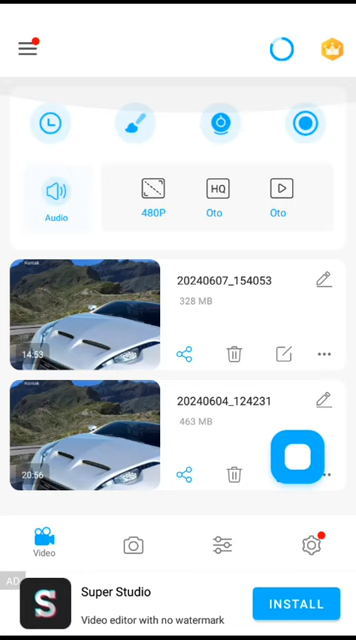 Audio
480P
HQ
Oto
Oto
Kontak
20240607_154053
328 MB
14:53
20240604_124231
463 MB
20:56
Video
AD
S
Super Studio
Video editor with no watermark
INSTALL